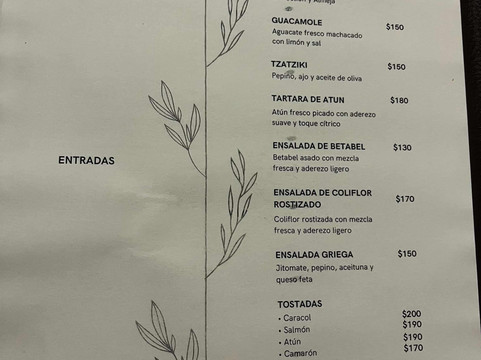 ENTRADAS
y Almeja
GUACAMOLE $150
Aguacate fresco machacado
con limón y sal
TZATZIKI $150
Pepino, ajo y aceite de oliva
TARTARA DE ATUN $180
Atún fresco picado con aderezo
suave y toque cítrico
ENSALADA DE BETABEL $130
Betabel asado con mezcla
fresca y aderezo ligero
ENSALADA DE COLIFLOR
ROSTIZADO $170
Coliflor rostizada con mezcla
fresca y aderezo ligero
ENSALADA GRIEGA $150
Jitomate, pepino, aceituna y
queso feta
TOSTADAS
• Caracol $200
• Salmón $190
• Atún $190
• Camarón $170